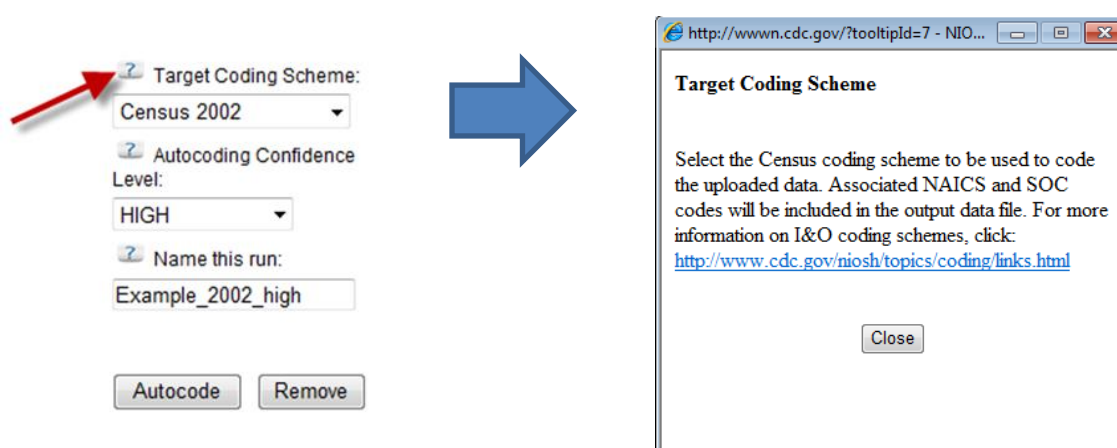 ? Target Coding Scheme:
Census 2002
? Autocoding Confidence
Level:
HIGH
? Name this run:
Example_2002_high
Autocode Remove
http://wwwn.cdc.gov/?tooltipId=7 - NIO...
Target Coding Scheme
Select the Census coding scheme to be used to code
the uploaded data. Associated NAICS and SOC
codes will be included in the output data file. For more
information on I&O coding schemes, click:
http://www.cdc.gov/niosh/topics/coding/links.html
Close